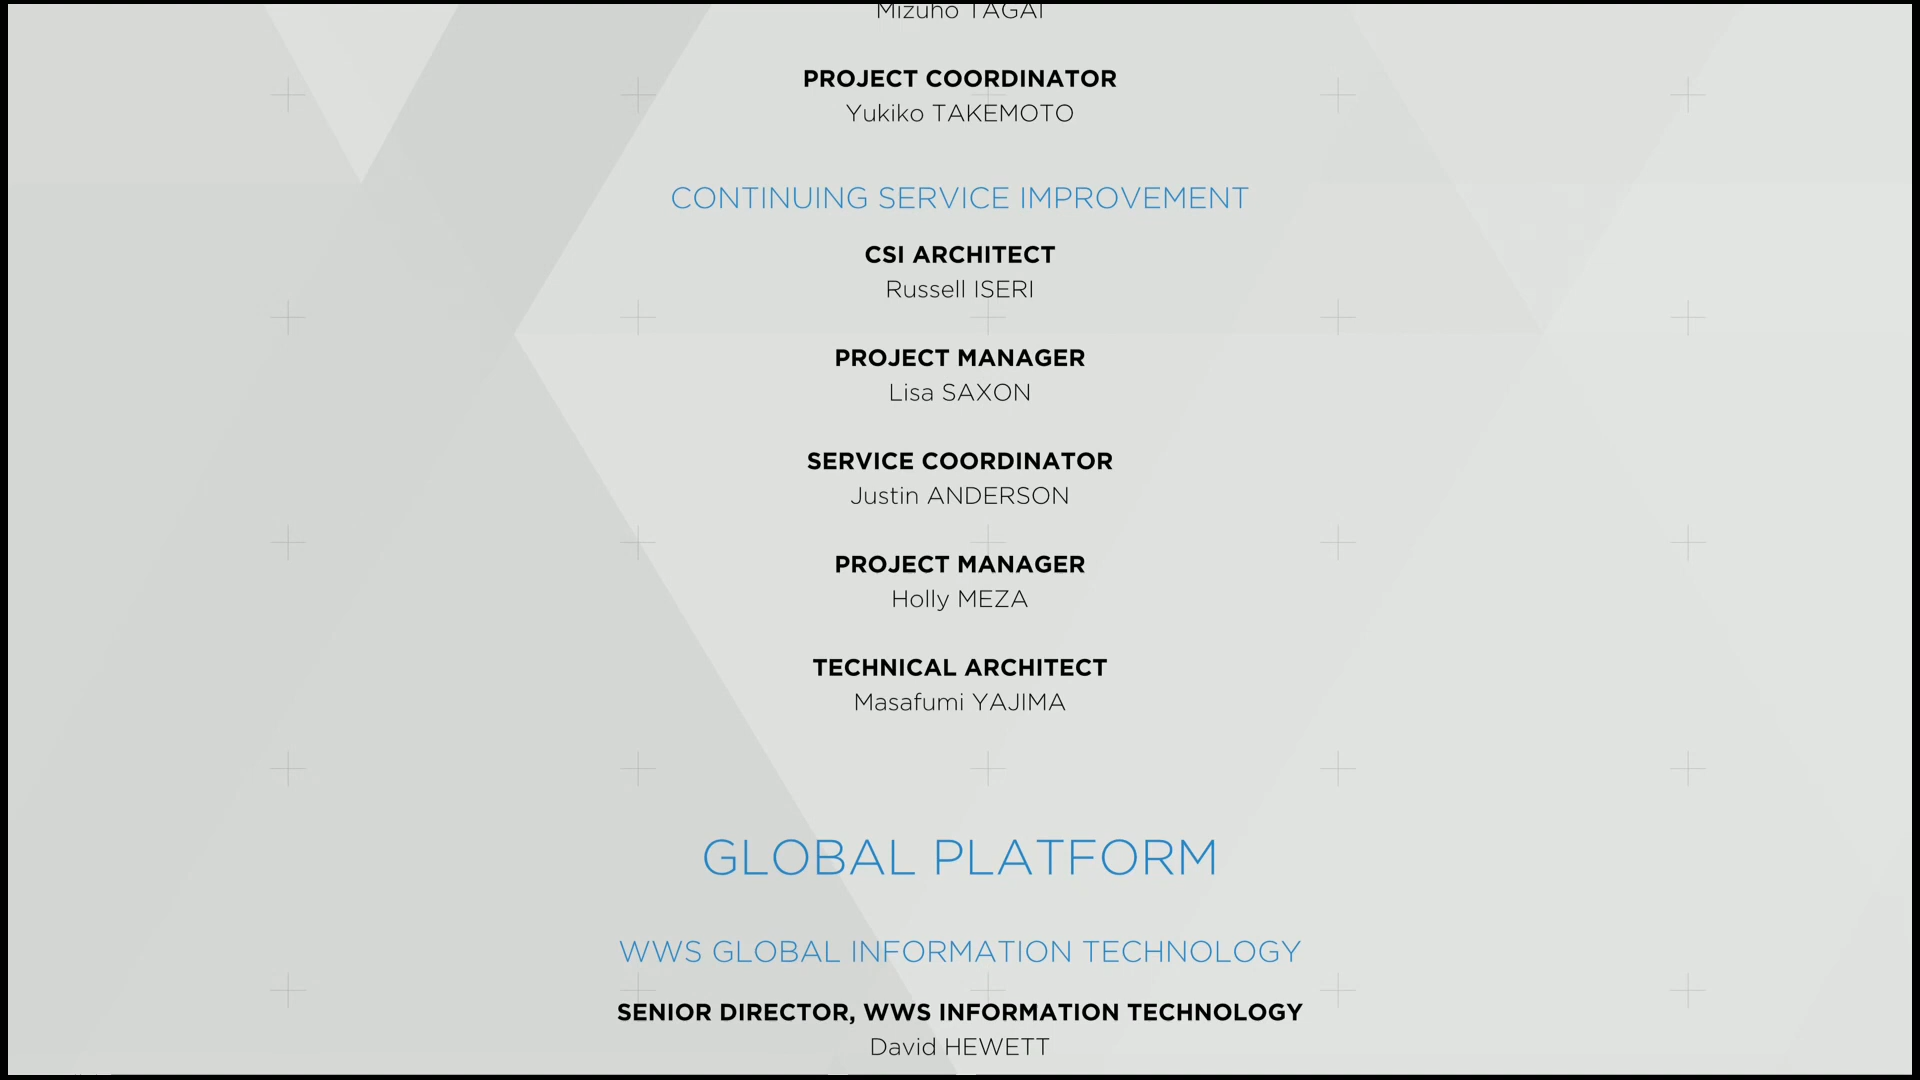 Mizuho TAGAI
PROJECT COORDINATOR
Yukiko TAKEMOTO
CONTINUING SERVICE IMPROVEMENT
CSI ARCHITECT
Russell ISERI
PROJECT MANAGER
Lisa SAXON
SERVICE COORDINATOR
Justin ANDERSON
PROJECT MANAGER
Holly MEZA
TECHNICAL ARCHITECT
Masafumi YAJIMA
GLOBAL PLATFORM
WWS GLOBAL INFORMATION TECHNOLOGY
SENIOR DIRECTOR, WWS INFORMATION TECHNOLOGY
David HEWETT